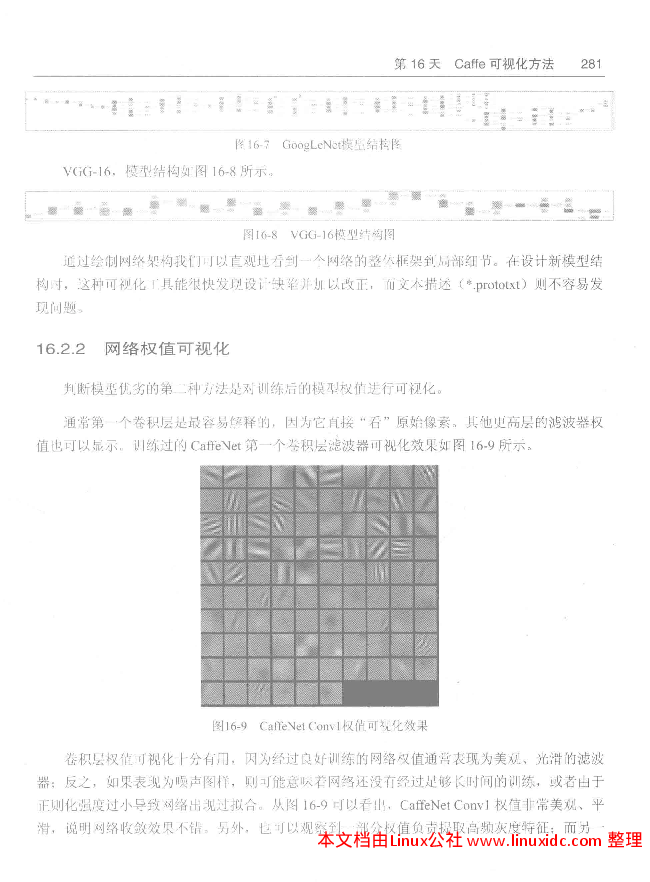 第 16 天 Caffe 可视化方法 281
图 16-7 GoogLeNet模型结构图
VGG-16，模型结构如图 16-8 所示。
图16-8 VGG-16模型结构图
通过绘制网络架构我们可以直观地看到一个网络的整体框架到局部细节。在设计新模型结
构时，这种可视化工具能很快发现设计缺陷并加以改正，而文本描述（*.prototxt）则不容易发
现问题。
16.2.2 网络权值可视化
判断模型优劣的第二种方法是对训练后的模型权值进行可视化。
通常第一个卷积层是最容易解释的，因为它直接“看”原始像素。其他更高层的滤波器权
值也可以显示。训练过的 CaffeNet 第一个卷积层滤波器可视化效果如图 16-9 所示。
图16-9 CaffeNet Conv1权值可视化效果
卷积层权值可视化十分有用，因为经过良好训练的网络权值通常表现为美观、光滑的滤波
器；反之，如果表现为噪声图样，则可能意味着网络还没有经过足够长时间的训练，或者由于
正则化强度过小导致网络出现过拟合。从图 16-9 可以看出，CaffeNet Conv1 权值非常美观、平
滑，说明网络收敛效果不错。另外，也可以观察到一部分权值负责提取高频灰度特征；而另一
本文档由Linux公社 www.linuxidc.com 整理